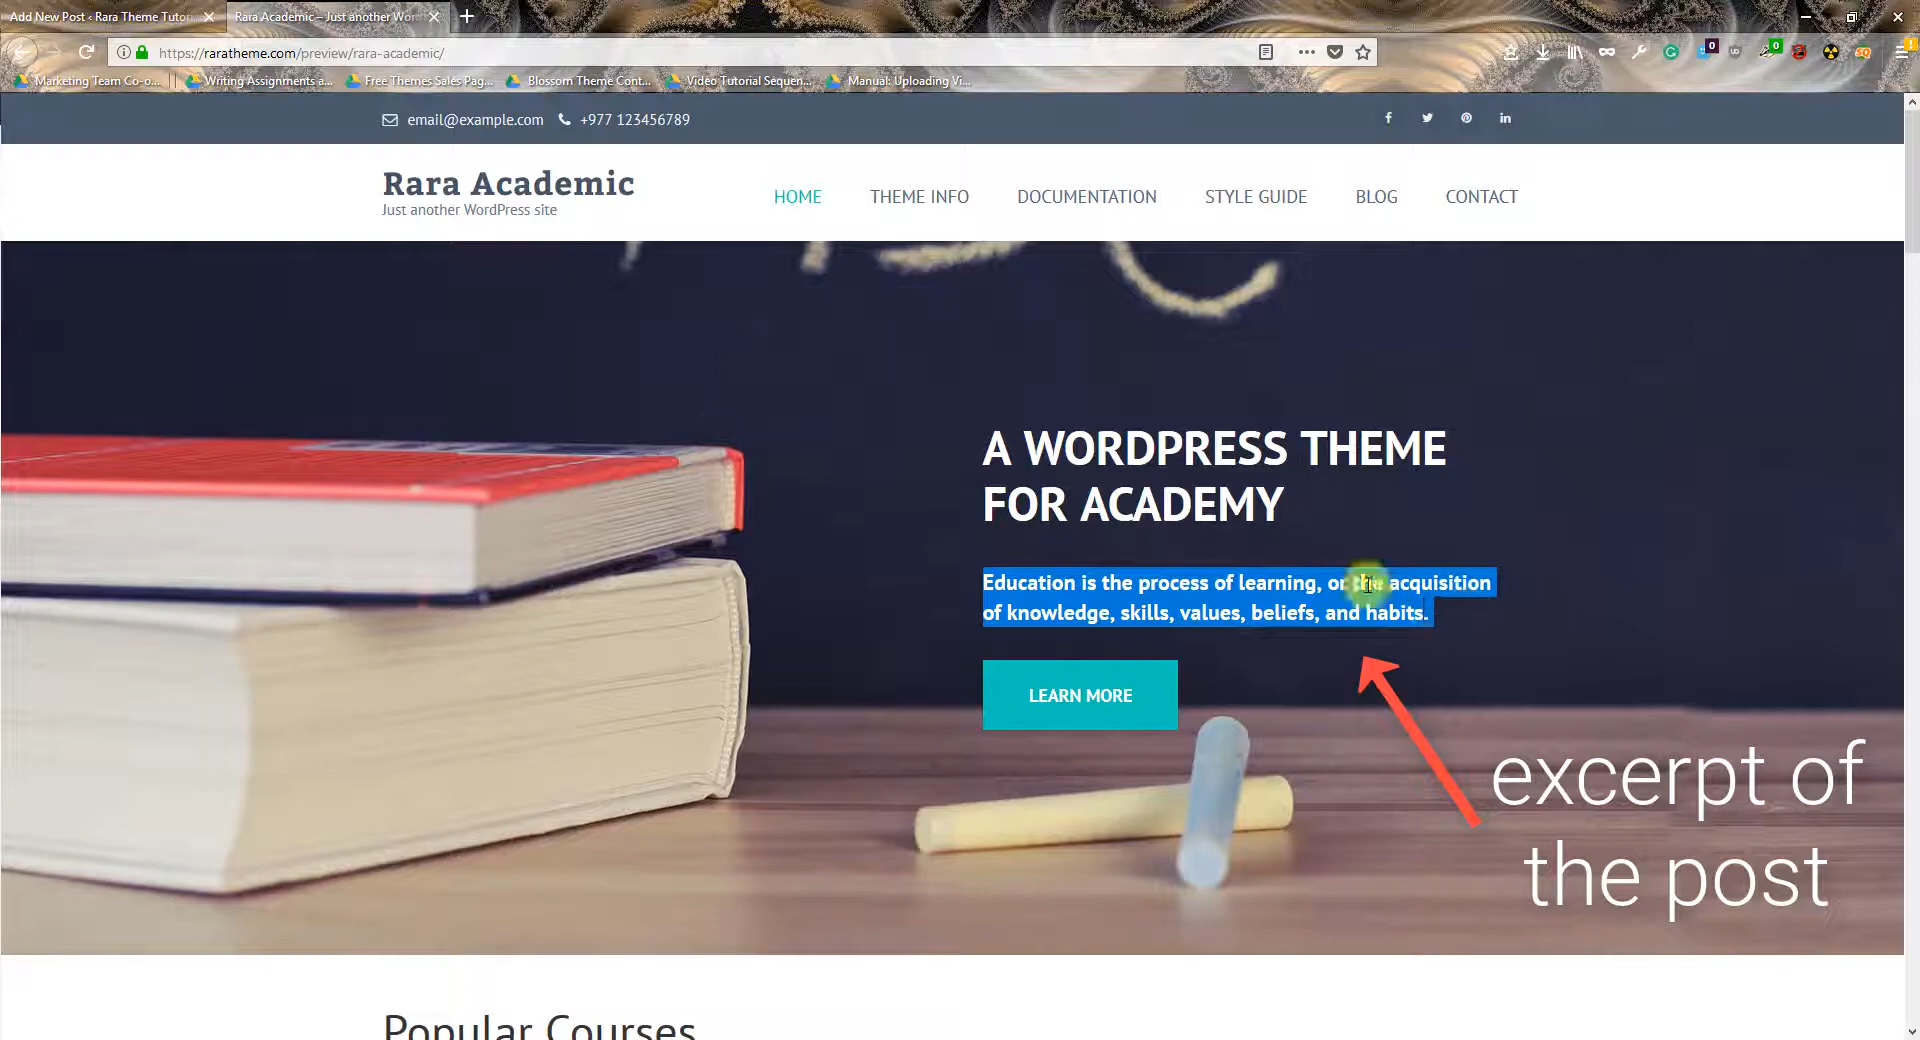 Add New Post ‹ Rara Theme Tutor
Rara Academic – Just another Wor
https://raratheme.com/preview/rara-academic/
Marketing Team Co-o...
Writing Assignments a...
Free Themes Sales Pag...
Blossom Theme Cont...
Video Tutorial Sequen...
Manual: Uploading Vi...
email@example.com +977 123456789
Rara Academic
Just another WordPress site
HOME THEME INFO DOCUMENTATION STYLE GUIDE BLOG CONTACT
A WORDPRESS THEME
FOR ACADEMY
Education is the process of learning, or the acquisition
of knowledge, skills, values, beliefs, and habits.
LEARN MORE
excerpt of
the post
Popular Courses